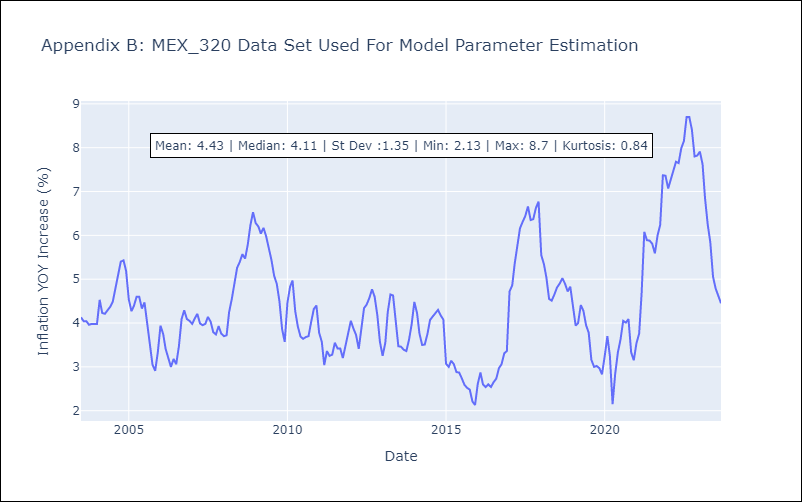 Appendix B: MEX_320 Data Set Used For Model Parameter Estimation
9
Mean: 4.43 | Median: 4.11 | St Dev :1.35 | Min: 2.13 | Max: 8.7 | Kurtosis: 0.84
8
7
6
5
4
3
2
Inflation YOY Increase (%)
2005 2010 2015 2020
Date